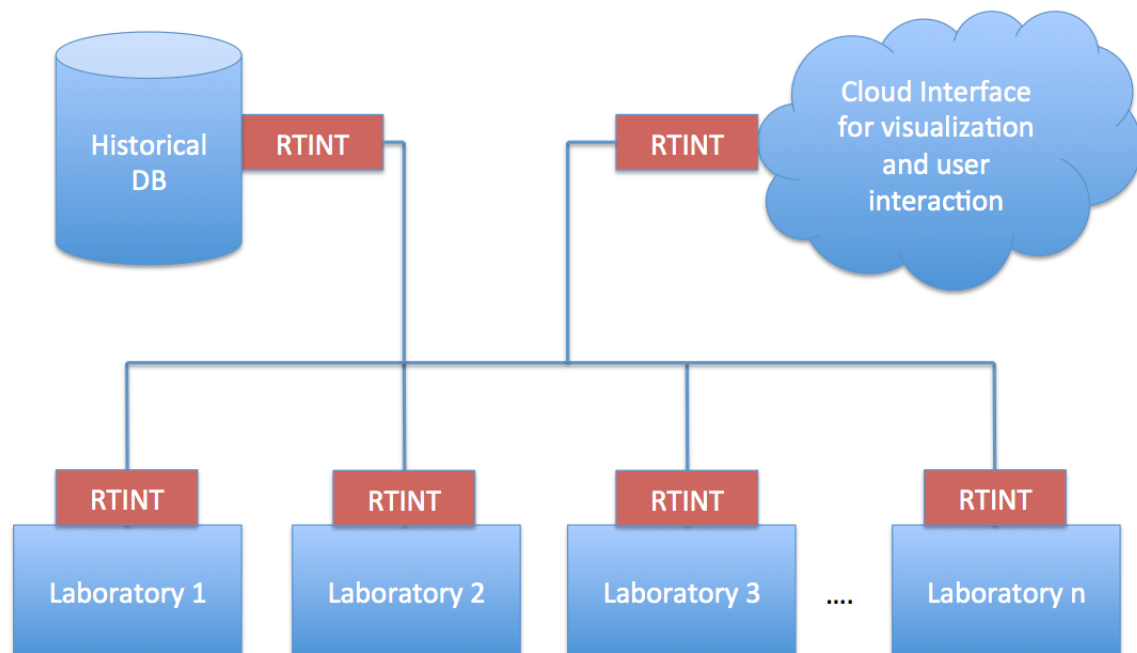 Historical
DB
RTINT
RTINT
Cloud Interface
for visualization
and user
interaction
RTINT
RTINT
RTINT
RTINT
Laboratory 1
Laboratory 2
Laboratory 3
....
Laboratory n